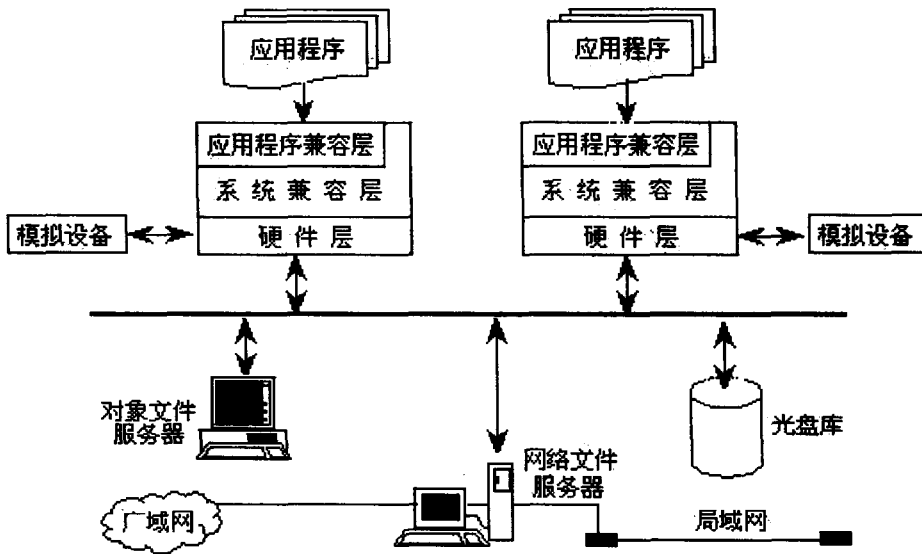 应用程序
应用程序
应用程序兼容层
系统兼容层
硬件层
模拟设备
应用程序兼容层
系统兼容层
硬件层
模拟设备
对象文件
服务器
网络文件
服务器
光盘库
广域网
局域网